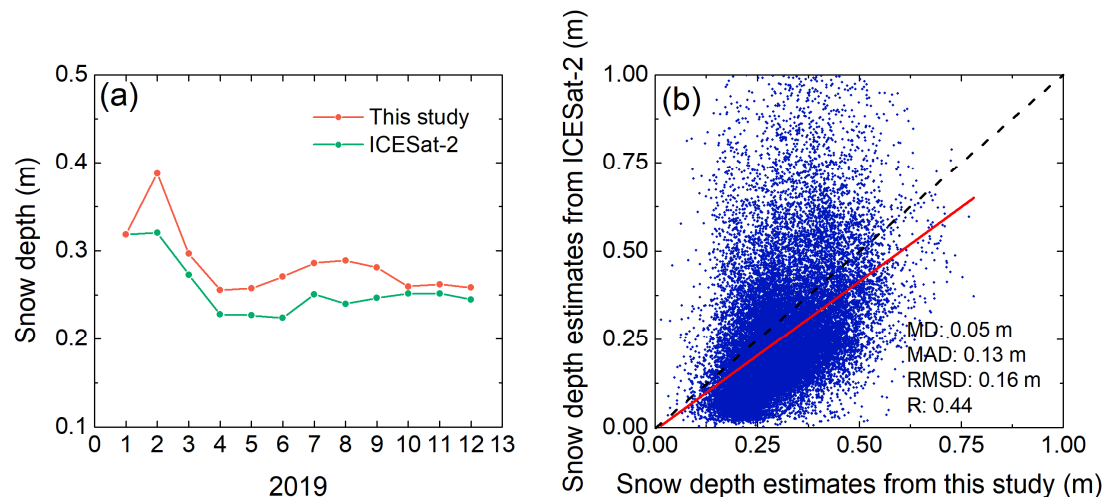 (a)
This study
ICESat-2
Snow depth (m)
0.5
0.4
0.3
0.2
0.1
0 1 2 3 4 5 6 7 8 9 10 11 12 13
2019
(b)
Snow depth estimates from ICESat-2 (m)
1.00
0.75
0.50
0.25
0.00
MD: 0.05 m
MAD: 0.13 m
RMSD: 0.16 m
R: 0.44
0.00 0.25 0.50 0.75 1.00
Snow depth estimates from this study (m)